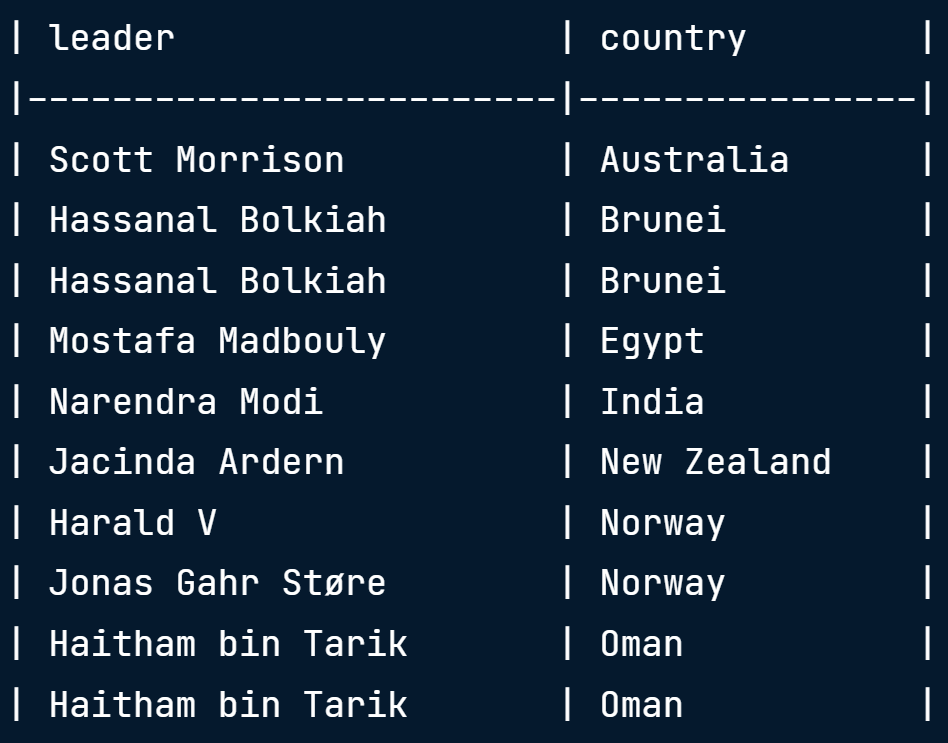 | leader                  | country        |
|-------------------------|----------------|
| Scott Morrison          | Australia      |
| Hassanal Bolkiah        | Brunei         |
| Hassanal Bolkiah        | Brunei         |
| Mostafa Madbouly        | Egypt          |
| Narendra Modi           | India          |
| Jacinda Ardern          | New Zealand    |
| Harald V                | Norway         |
| Jonas Gahr Støre        | Norway         |
| Haitham bin Tarik       | Oman           |
| Haitham bin Tarik       | Oman           |